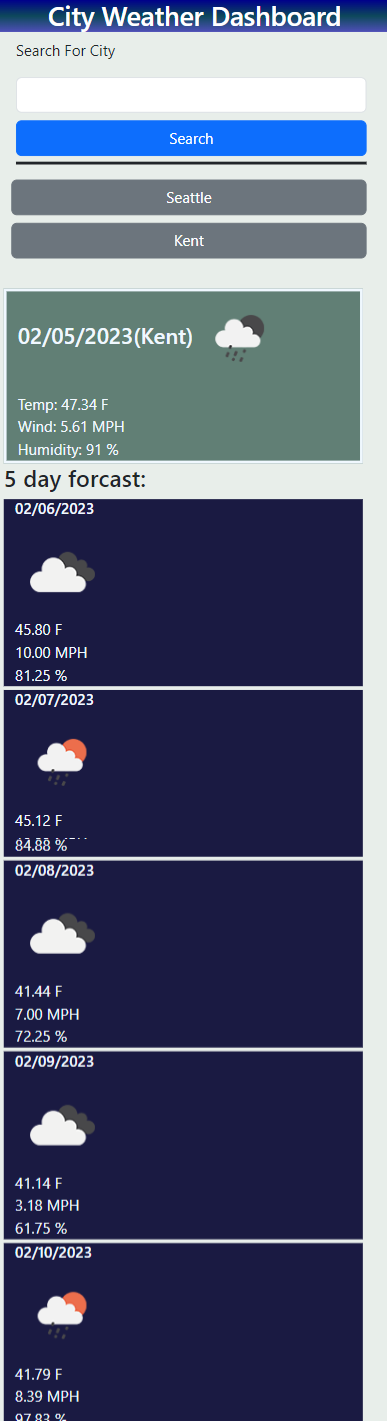 City Weather Dashboard
Search For City
Search
Seattle
Kent
02/05/2023(Kent)
Temp: 47.34 F
Wind: 5.61 MPH
Humidity: 91 %
5 day forcast:
02/06/2023
45.80 F
10.00 MPH
81.25 %
02/07/2023
45.12 F
84.88 %
02/08/2023
41.44 F
7.00 MPH
72.25 %
02/09/2023
41.14 F
3.18 MPH
61.75 %
02/10/2023
41.79 F
8.39 MPH
97.83 %